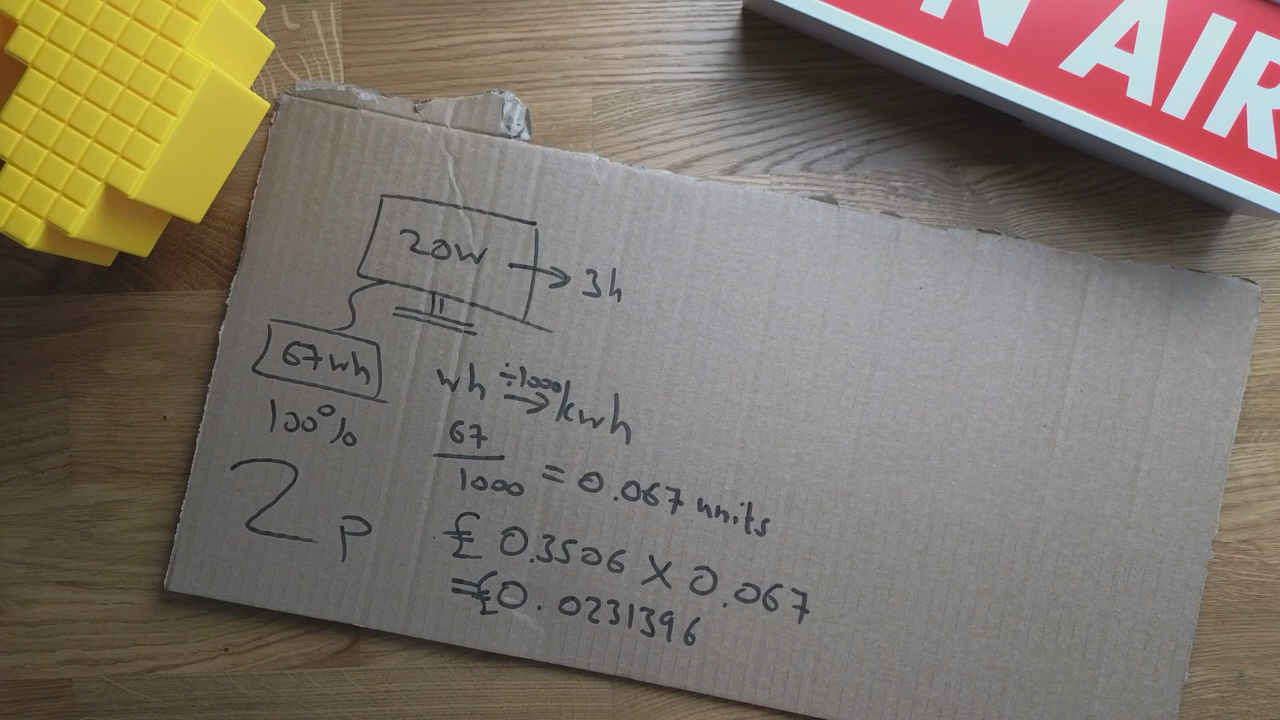 N AIR
20W → 3h
67wh
100%
2p
wh ÷1000→ kwh
67
1000
= 0.067 units
£ 0.3506 × 0.067
=£0.0231396